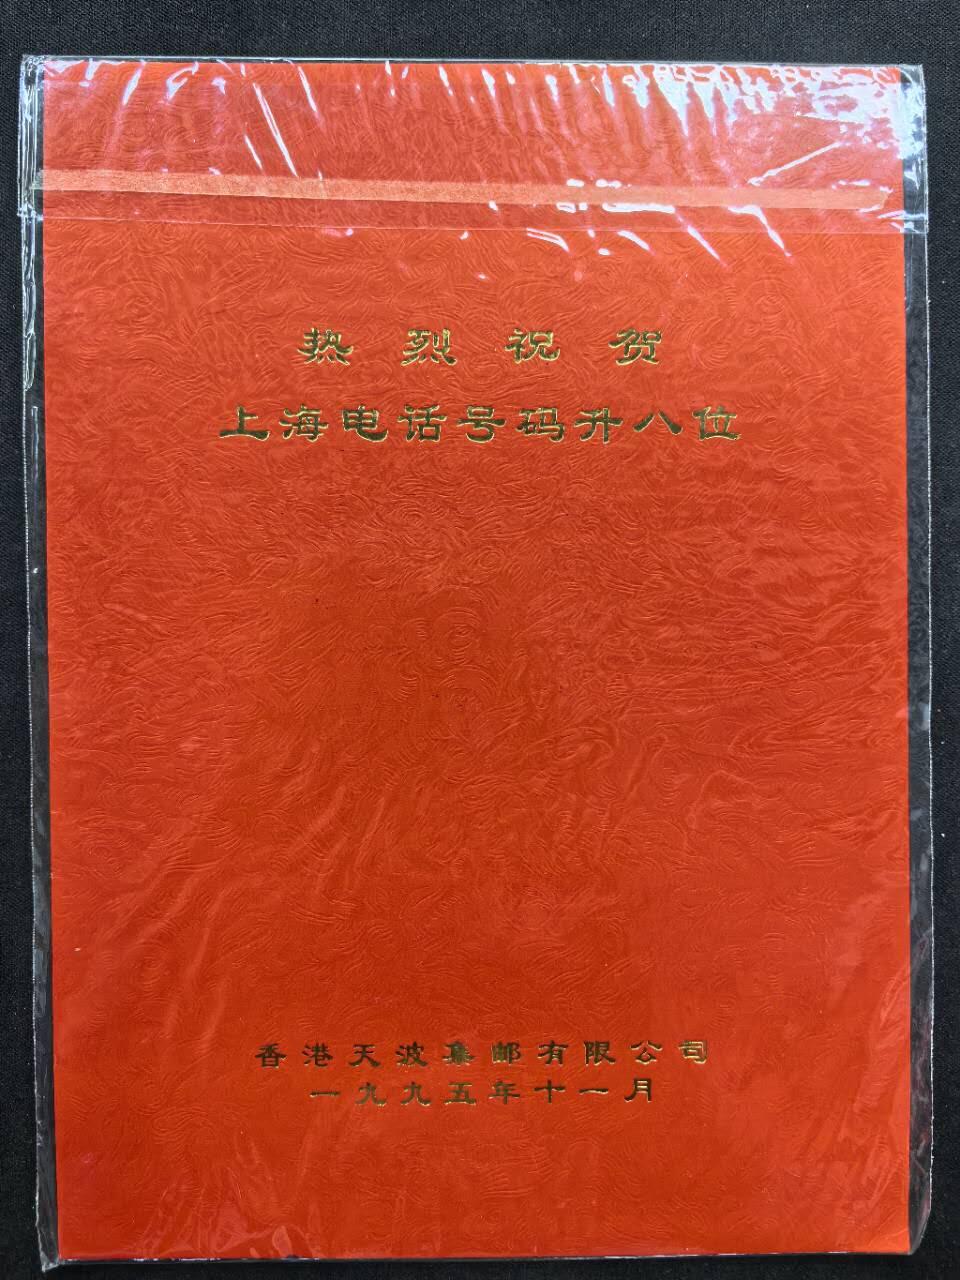 热烈祝贺
上海电话号码升八位
香港天波集邮有限公司
一九九五年十一月